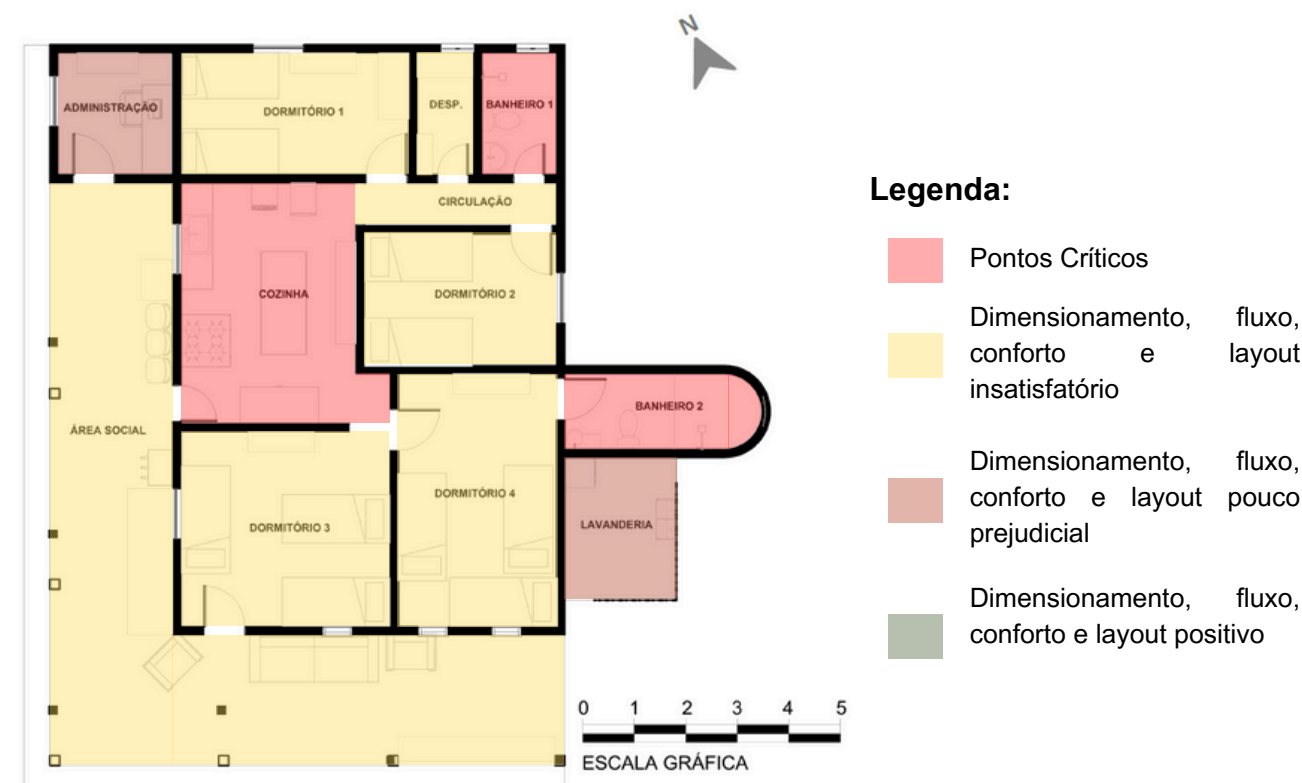 N
ADMINISTRAÇÃO
DORMITÓRIO 1
DESP.
BANHEIRO 1
CIRCULAÇÃO
COZINHA
DORMITÓRIO 2
ÁREA SOCIAL
BANHEIRO 2
DORMITÓRIO 3
DORMITÓRIO 4
LAVANDERIA
0 1 2 3 4 5
ESCALA GRÁFICA
Legenda:
Pontos Críticos
Dimensionamento, fluxo,
conforto e layout
insatisfatório
Dimensionamento, fluxo,
conforto e layout pouco
prejudicial
Dimensionamento, fluxo,
conforto e layout positivo